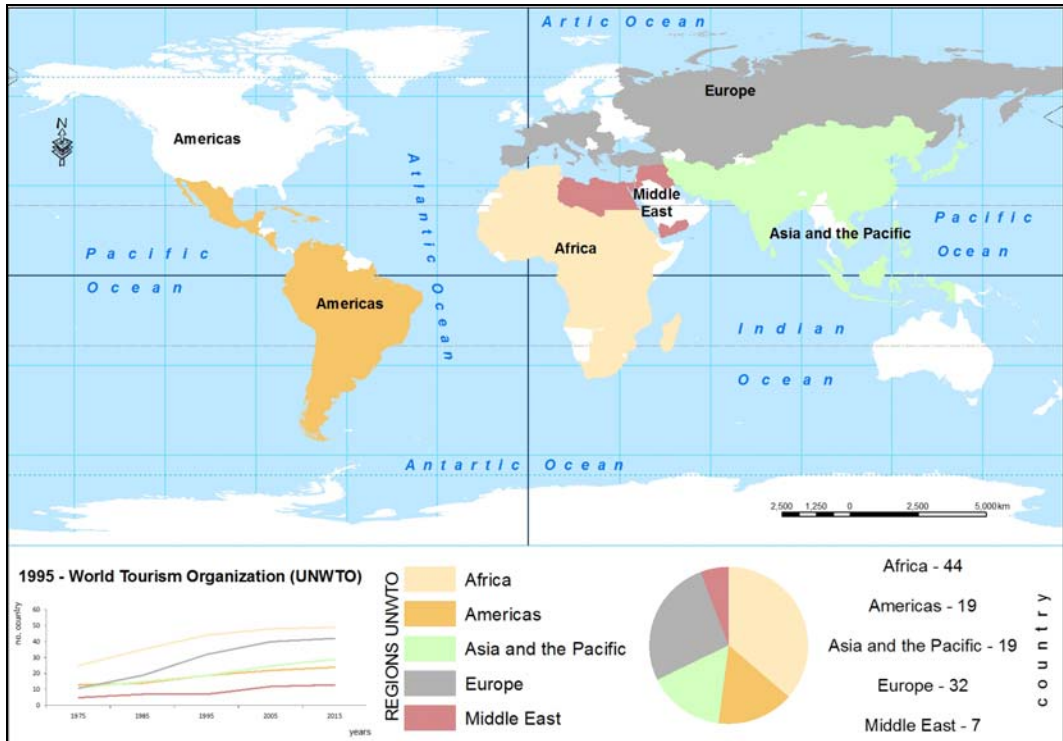 Artic Ocean
Europe
Americas
N
Atlantic Ocean
Middle
East
Pacific
Ocean
Africa
Asia and the Pacific
Pacific
Ocean
Americas
Indian
Ocean
Antartic Ocean
2,500 1,250 0 2,500 5,000 km
1995 - World Tourism Organization (UNWTO)
no. country
60
50
40
30
20
10
0
1975 1985 1995 2005 2015
years
REGIONS UNWTO
Africa
Americas
Asia and the Pacific
Europe
Middle East
Africa - 44
Americas - 19
Asia and the Pacific - 19
Europe - 32
Middle East - 7
country